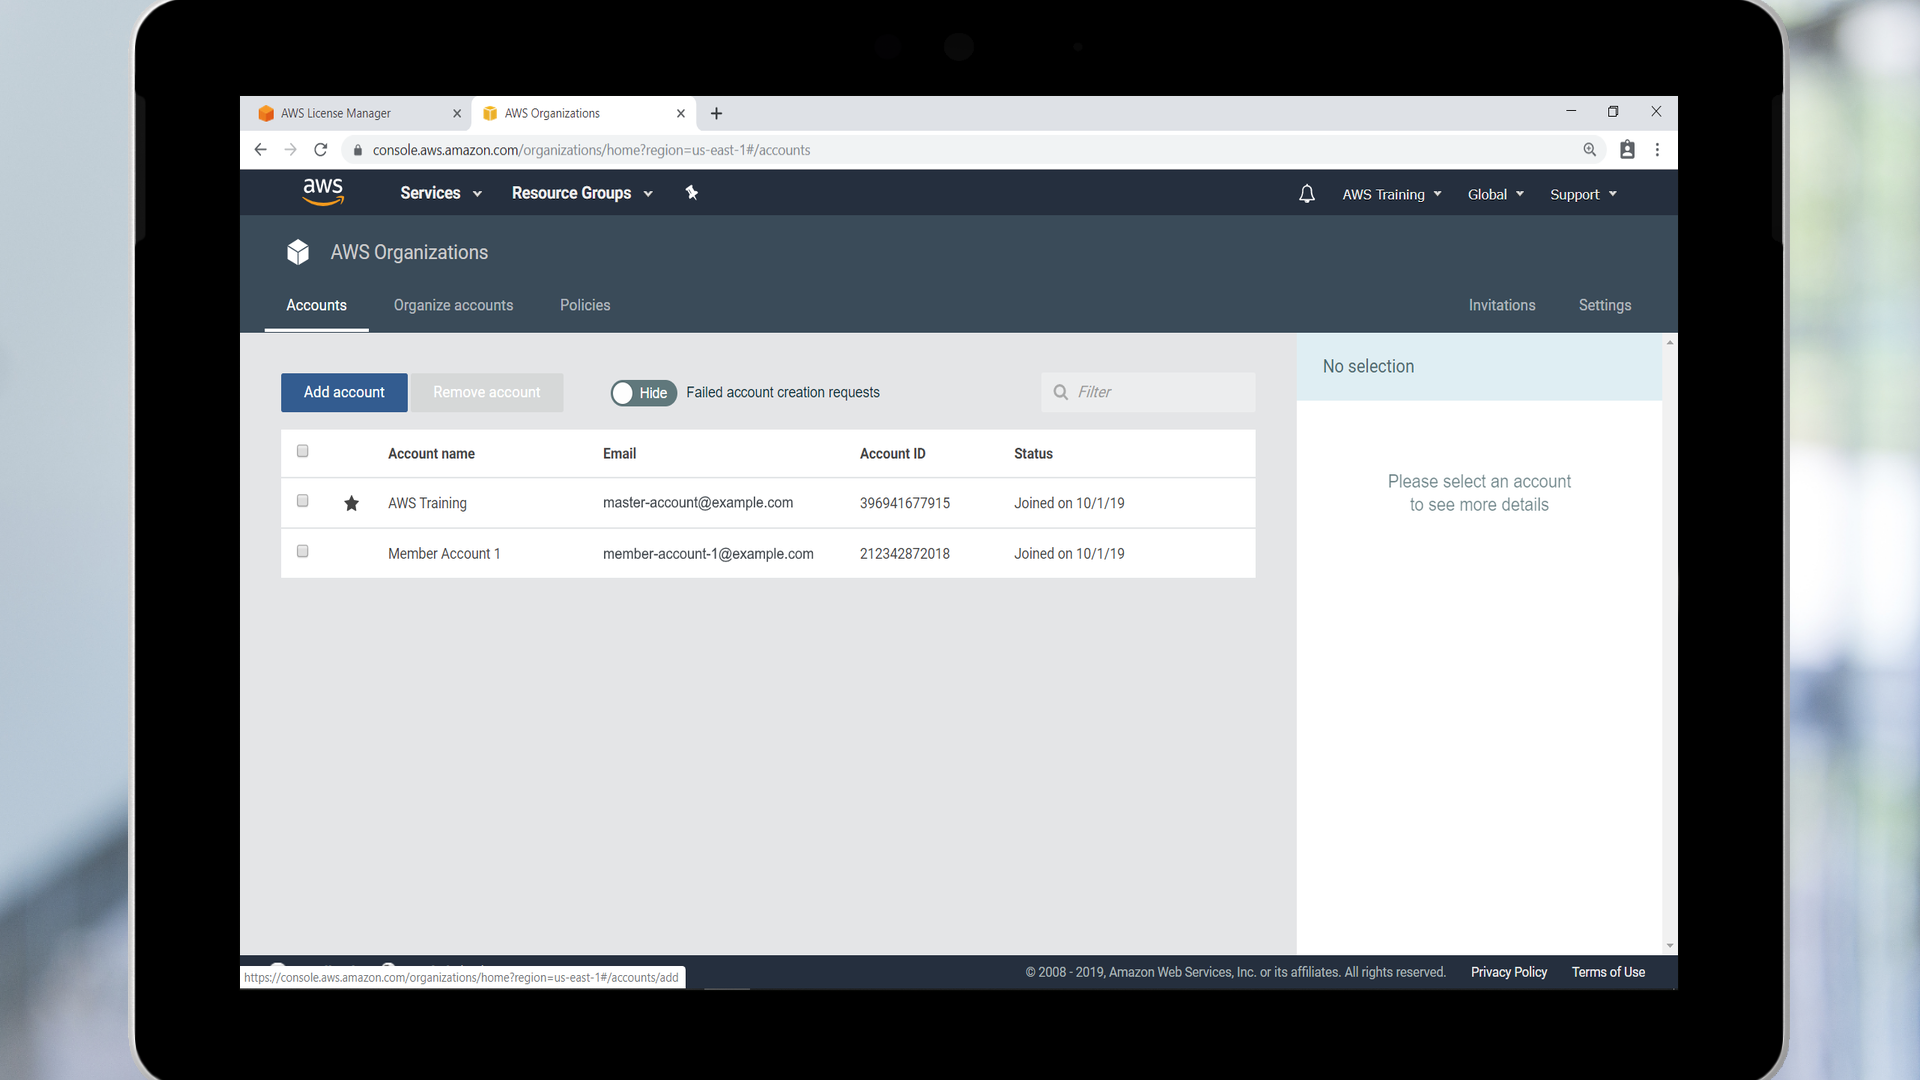 AWS License Manager
AWS Organizations
console.aws.amazon.com/organizations/home?region=us-east-1#/accounts
aws
Services
Resource Groups
AWS Training
Global
Support
AWS Organizations
Accounts
Organize accounts
Policies
Invitations
Settings
Add account
Remove account
Hide
Failed account creation requests
Filter
No selection
Please select an account
to see more details
Account name Email Account ID Status
AWS Training master-account@example.com 396941677915 Joined on 10/1/19
Member Account 1 member-account-1@example.com 212342872018 Joined on 10/1/19
https://console.aws.amazon.com/organizations/home?region=us-east-1#/accounts/add
© 2008 - 2019, Amazon Web Services, Inc. or its affiliates. All rights reserved.
Privacy Policy
Terms of Use